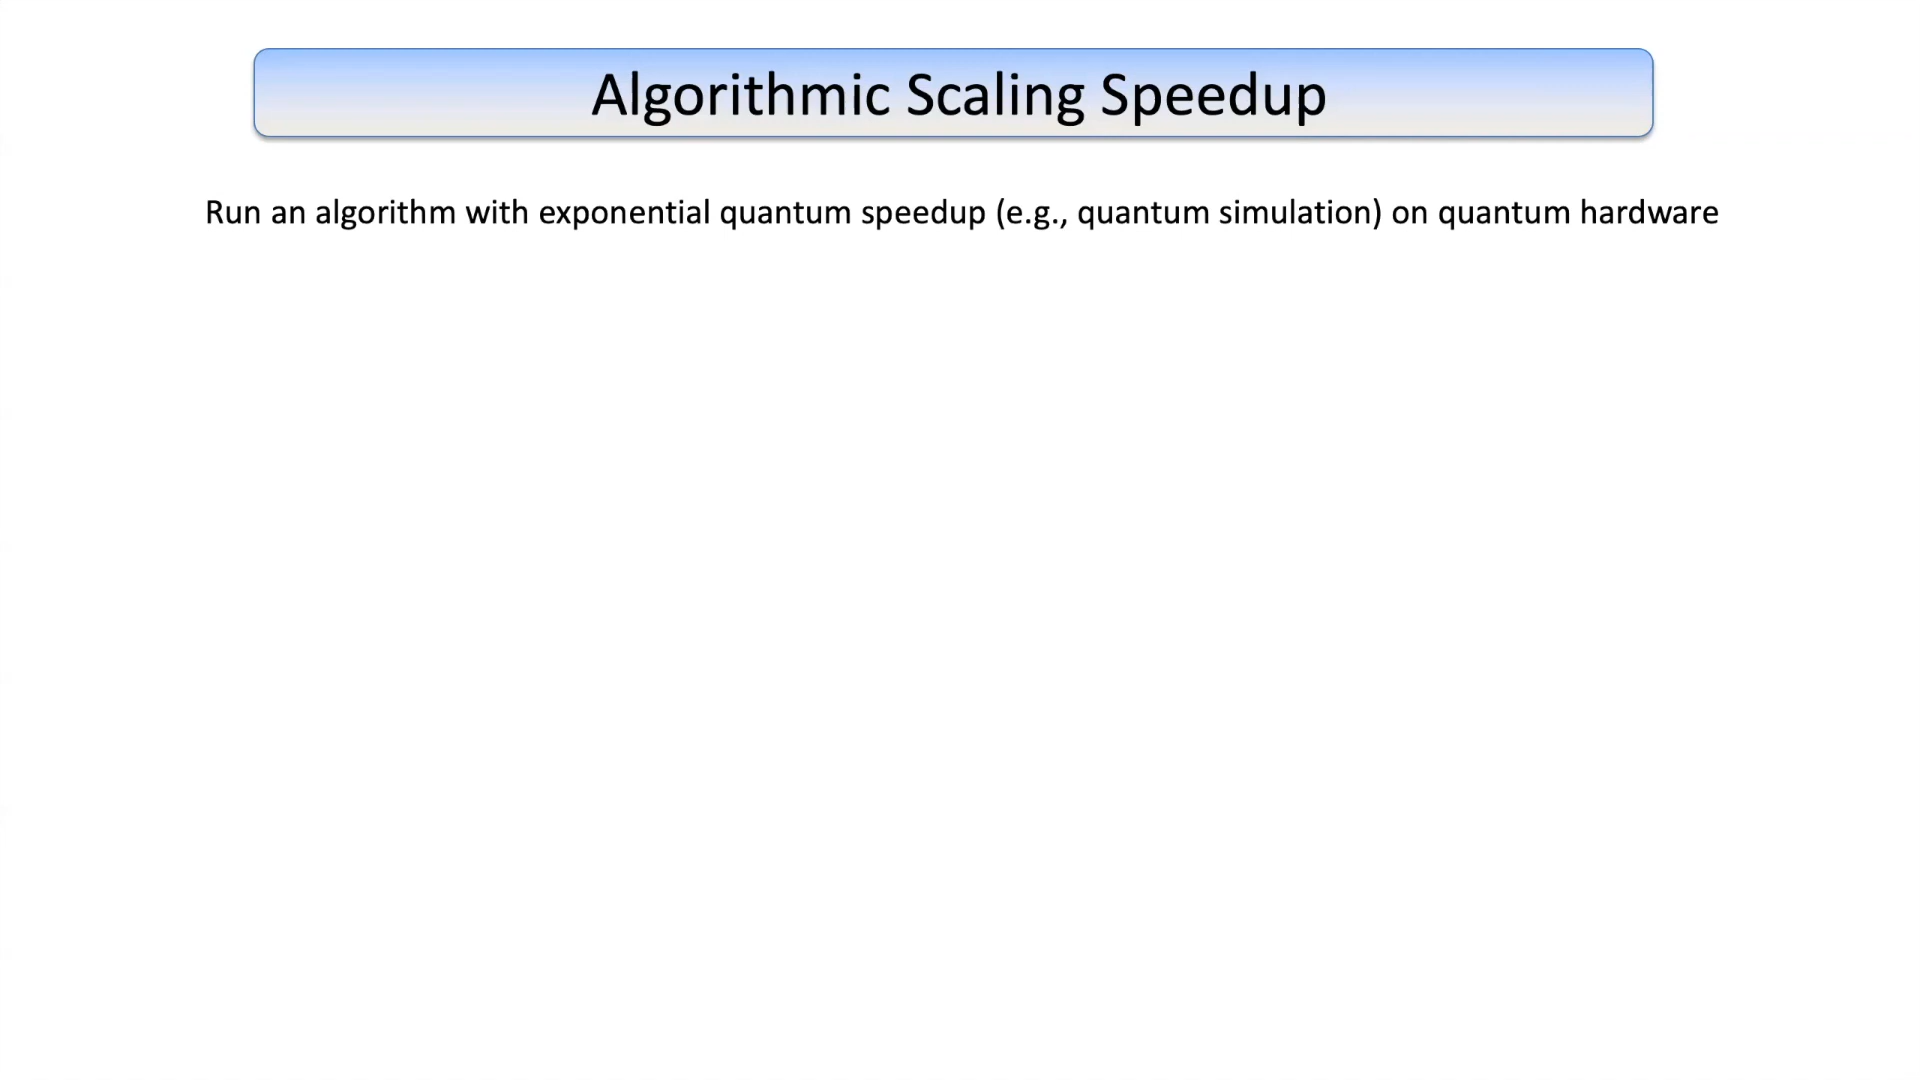 Algorithmic Scaling Speedup
Run an algorithm with exponential quantum speedup (e.g., quantum simulation) on quantum hardware